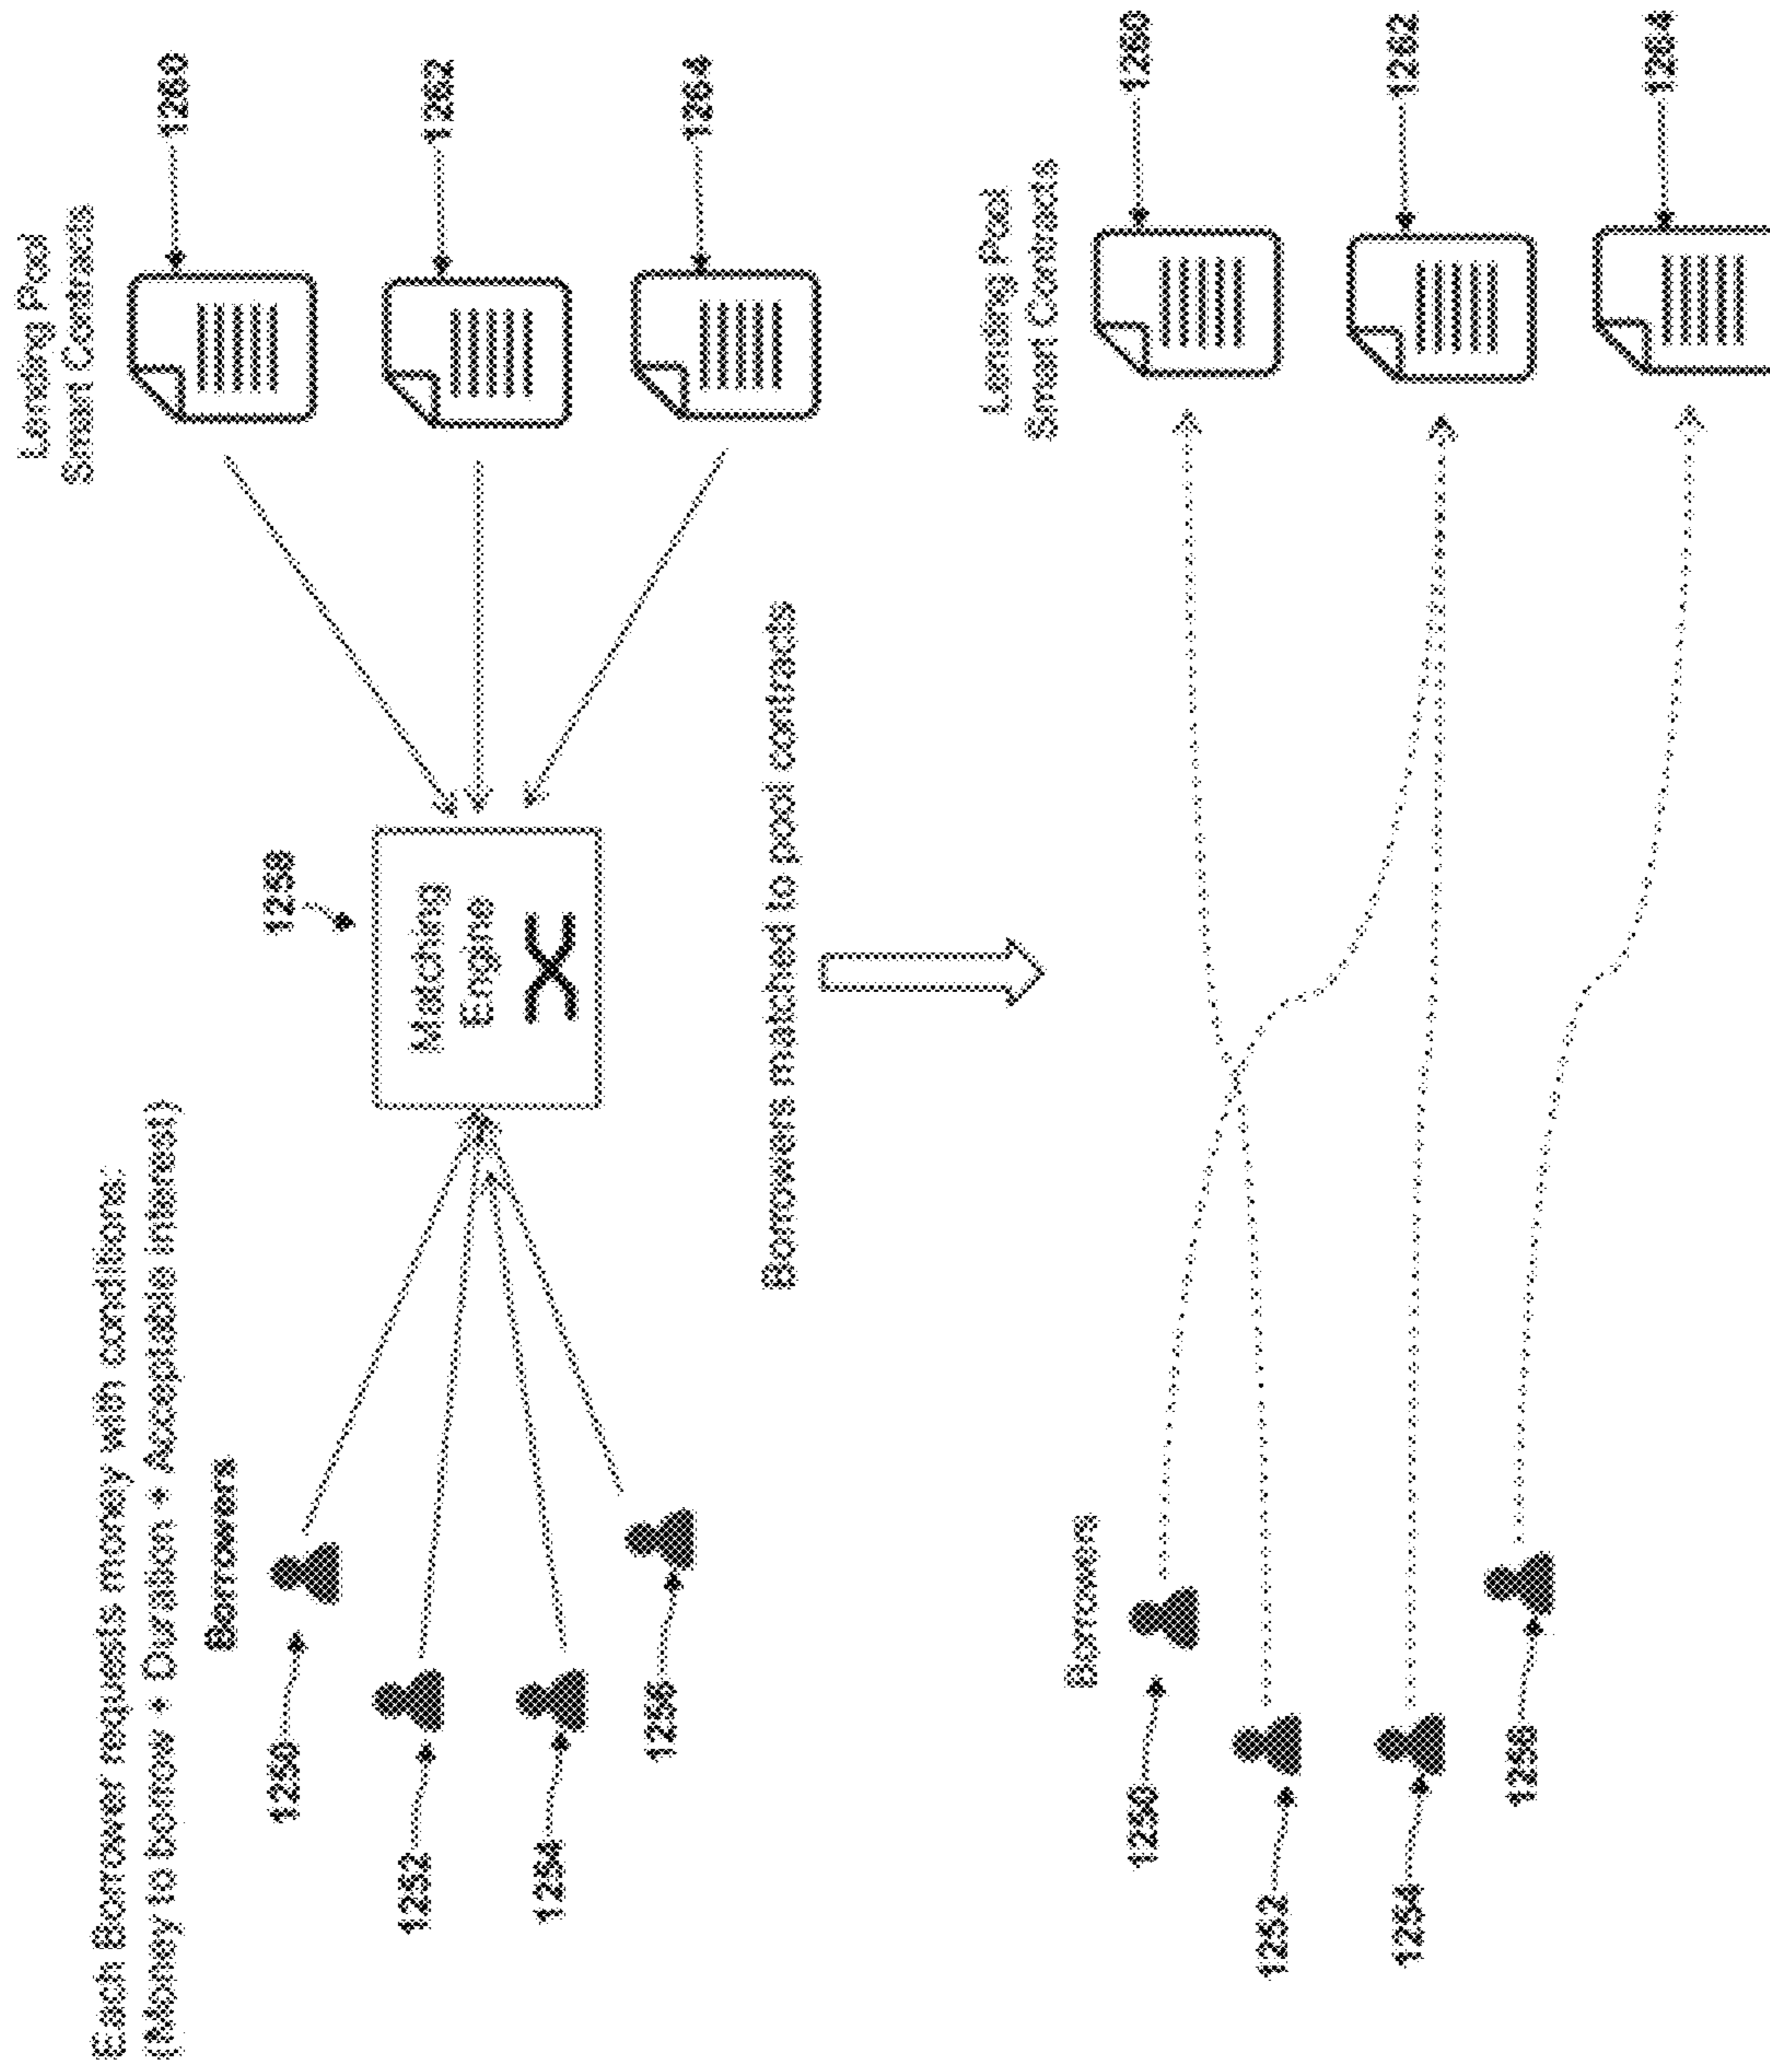 Lending Pool
Smart Contracts
Each Borrower requests money with conditions:
(Money to borrow + Duration + Acceptable interest)
Borrowers
1250
1252
1254
1256
1258
Matching
Engine
1260
1262
1264
Borrowers matched to pool contracts
Lending Pool
Smart Contracts
Borrowers
1250
1252
1254
1256
1260
1262
1264